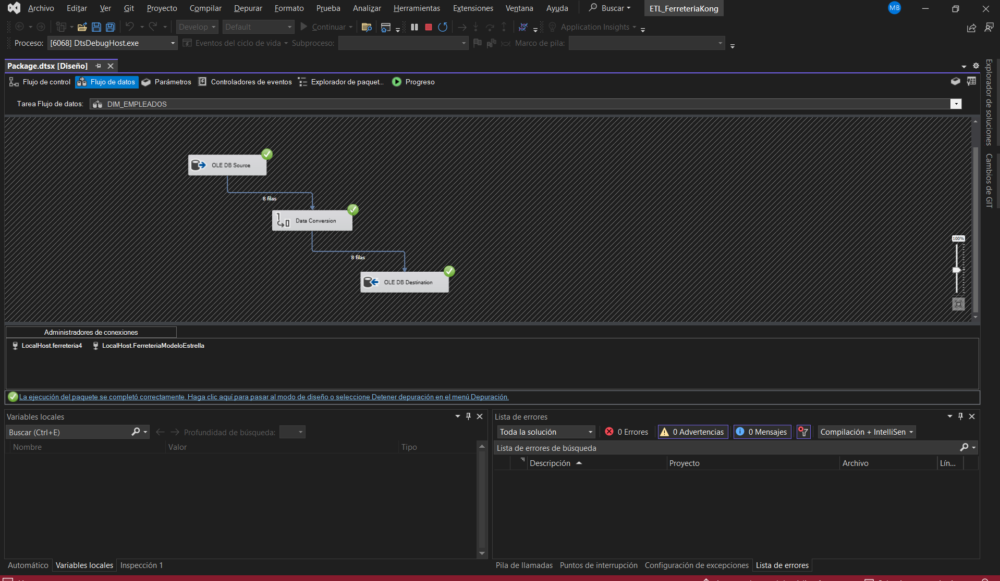 Archivo Editar Ver Git Proyecto Compilar Depurar Formato Prueba Analizar Herramientas Extensiones Ventana Ayuda Buscar ETL_FerreteriaKong MB
Develop Default Continuar Application Insights
Proceso: [6068] DtsDebugHost.exe Eventos del ciclo de vida Subproceso: Marco de pila:
Package.dtsx [Diseño]
Flujo de control Flujo de datos Parámetros Controladores de eventos Explorador de paquet... Progreso
Tarea Flujo de datos: DIM_EMPLEADOS
OLE DB Source
8 filas
Data Conversion
8 filas
OLE DB Destination
100%
Explorador de soluciones
Cambios de GIT
Administradores de conexiones
LocalHost.ferreteria4 LocalHost.FerreteriaModeloEstrella
La ejecución del paquete se completó correctamente. Haga clic aquí para pasar al modo de diseño o seleccione Detener depuración en el menú Depuración.
Variables locales
Buscar (Ctrl+E) Profundidad de búsqueda:
Nombre Valor Tipo
Automático Variables locales Inspección 1
Lista de errores
Toda la solución 0 Errores 0 Advertencias 0 Mensajes Compilación + IntelliSen
Lista de errores de búsqueda
Descripción Proyecto Archivo Lín...
Pila de llamadas Puntos de interrupción Configuración de excepciones Lista de errores